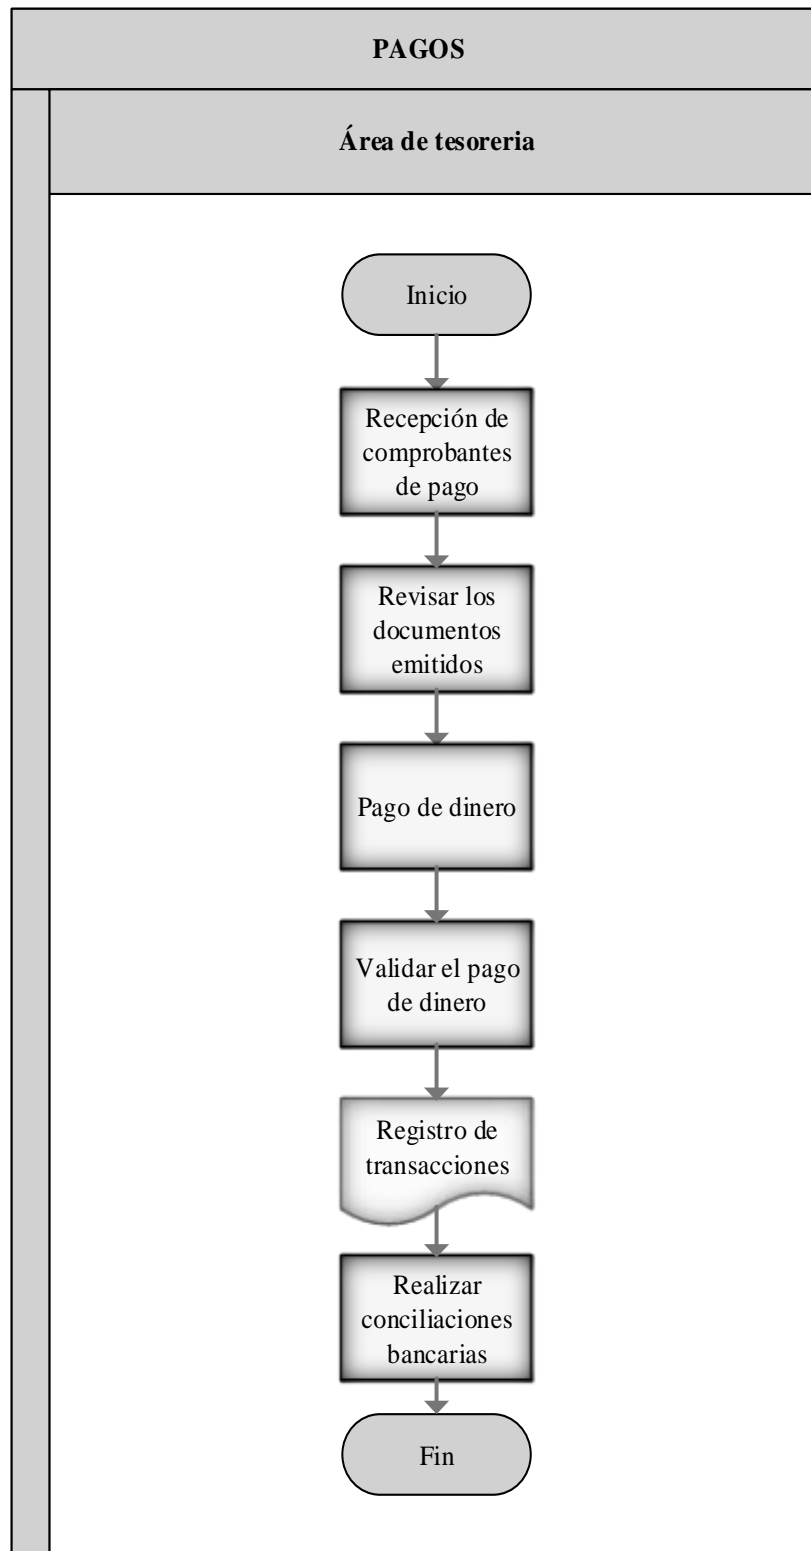 PAGOS
Área de tesoreria
Inicio
Recepción de
comprobantes
de pago
Revisar los
documentos
emitidos
Pago de dinero
Validar el pago
de dinero
Registro de
transacciones
Realizar
conciliaciones
bancarias
Fin